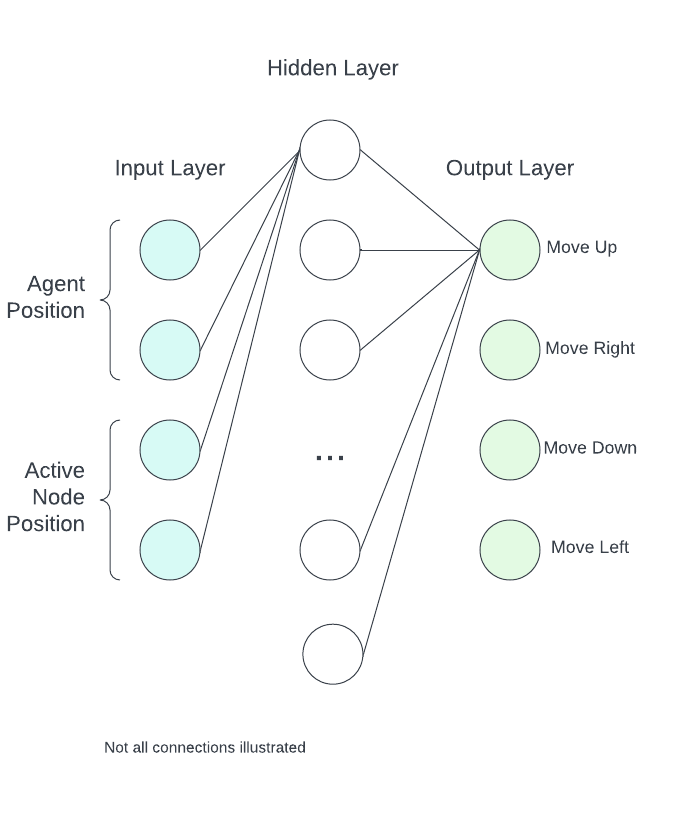 Hidden Layer
Input Layer
Output Layer
Agent
Position
Move Up
Move Right
Active
Node
Position
...
Move Down
Move Left
Not all connections illustrated